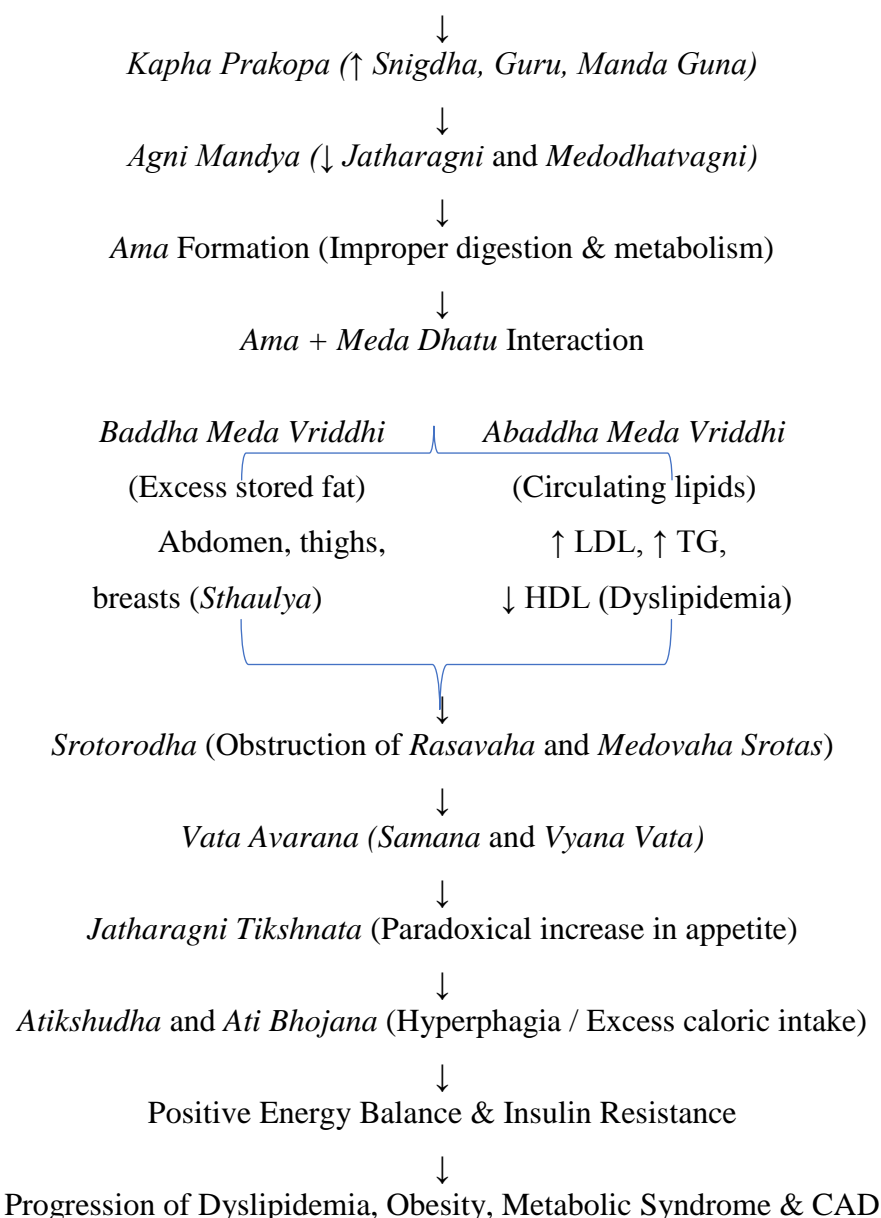 ↓
Kapha Prakopa (↑ Snigdha, Guru, Manda Guna)
↓
Agni Mandya (↓ Jatharagni and Medodhatvagni)
↓
Ama Formation (Improper digestion & metabolism)
↓
Ama + Meda Dhatu Interaction
Baddha Meda Vriddhi
(Excess stored fat)
Abdomen, thighs,
breasts (Sthaulya)
Abaddha Meda Vriddhi
(Circulating lipids)
↑ LDL, ↑ TG,
↓ HDL (Dyslipidemia)
↓
Srotorodha (Obstruction of Rasavaha and Medovaha Srotas)
↓
Vata Avarana (Samana and Vyana Vata)
↓
Jatharagni Tikshnata (Paradoxical increase in appetite)
↓
Atikshudha and Ati Bhojana (Hyperphagia / Excess caloric intake)
↓
Positive Energy Balance & Insulin Resistance
↓
Progression of Dyslipidemia, Obesity, Metabolic Syndrome & CAD